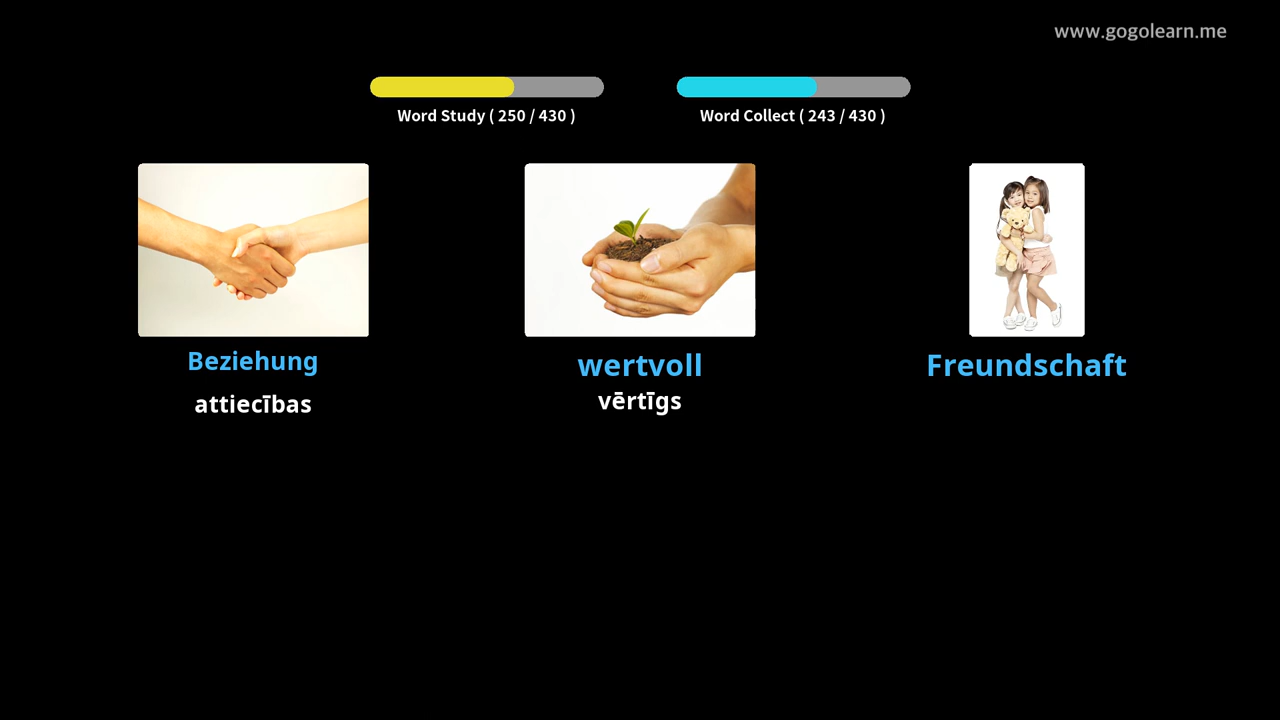 www.gogolearn.me
Word Study ( 250 / 430 )
Word Collect ( 243 / 430 )
Beziehung
attiecības
wertvoll
vērtīgs
Freundschaft